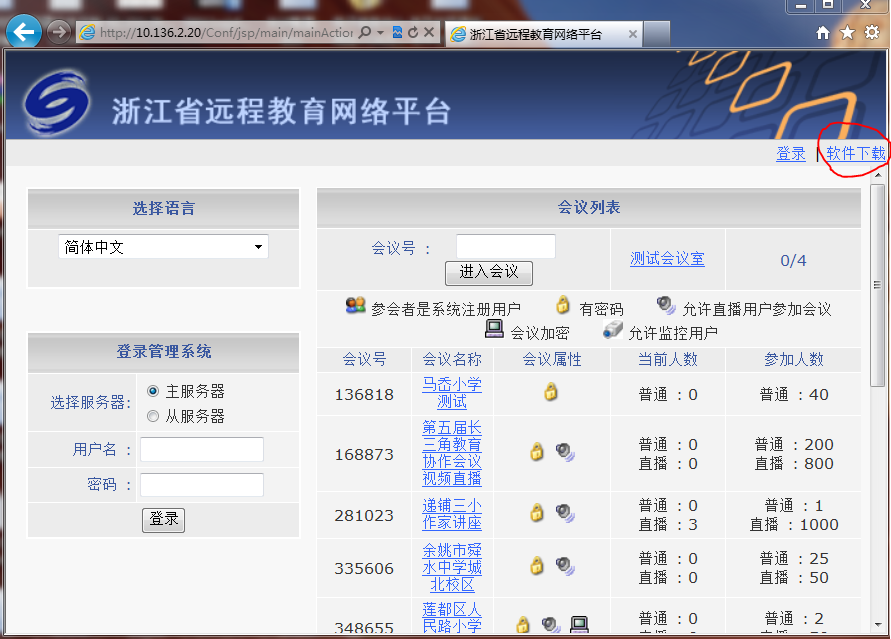 http://10.136.2.20/Conf/jsp/main/mainAction
浙江省远程教育网络平台
浙江省远程教育网络平台
登录 | 软件下载
选择语言
简体中文
登录管理系统
选择服务器:
主服务器
从服务器
用户名 :
密码 :
登录
会议列表
会议号 :
进入会议
测试会议室
0/4
参会者是系统注册用户 有密码 允许直播用户参加会议
会议加密 允许监控用户
会议号 会议名称 会议属性 当前人数 参加人数
136818
马岙小学
测试
普通 : 0
普通 : 40
168873
第五届长
三角教育
协作会议
视频直播
普通 : 0
直播 : 0
普通 : 200
直播 : 800
281023
递铺三小
作家讲座
普通 : 0
直播 : 3
普通 : 1
直播 : 1000
335606
余姚市舜
水中学城
北校区
普通 : 0
直播 : 0
普通 : 25
直播 : 50
348655
莲都区人
民路小学
普通 : 0
普通 : 2